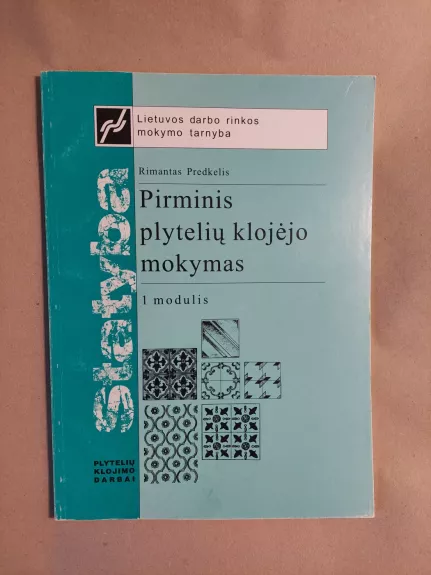 Lietuvos darbo rinkos
mokymo tarnyba
Rimantas Predkelis
Pirminis
plytelių klojėjo
mokymas
1 modulis
statyba
PLYTELIŲ
KLOJIMO
DARBAI